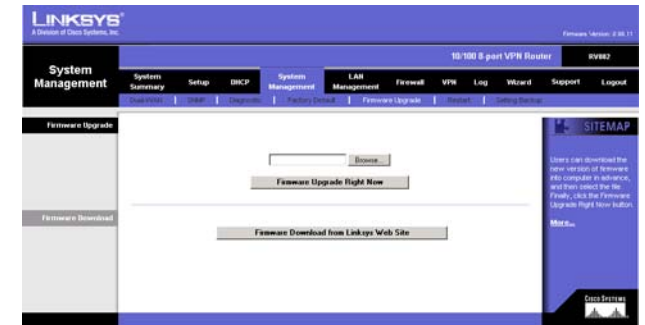 LINKSYS®
A Division of Cisco Systems, Inc.
Firmware Version: 
10/100 8-port VPN Router RV082
System Management
System Summary
Setup
DHCP
System Management
LAN Management
Firewall
VPN
Log
Wizard
Support
Logout
Dual-WAN | SNMP | Diagnostic | Factory Default | Firmware Upgrade | Restart | Setting Backup
Firmware Upgrade
Browse...
Firmware Upgrade Right Now
SITEMAP
Users can download the
new version of firmware
into computer in advance,
and then select the file
Finally, click the Firmware
Upgrade Right Now button.
More...
Firmware Download
Firmware Download from Linksys Web Site
CISCO SYSTEMS